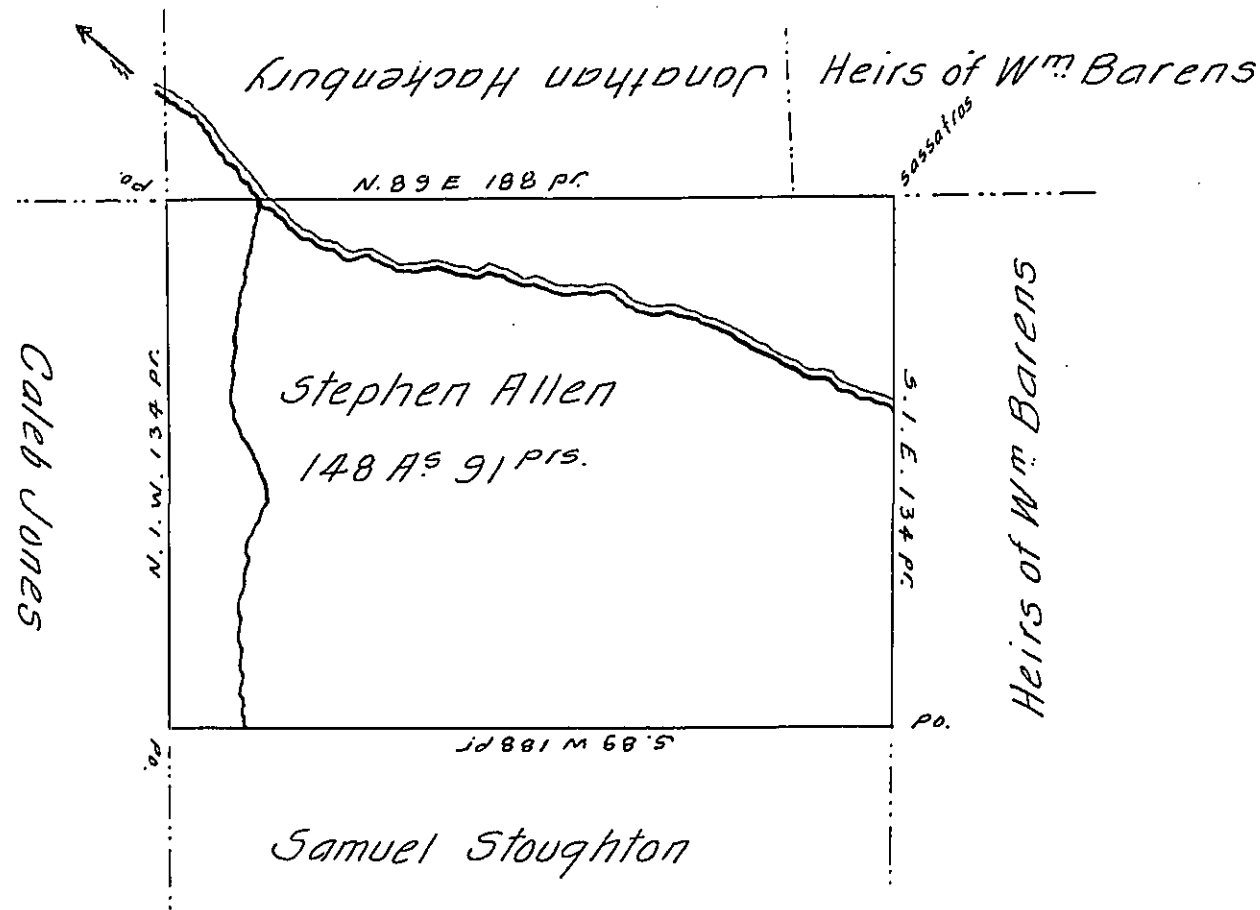 Jonathan Hackenbury
Heirs of Wm. Barens
sassafras
Po.
N. 89 E 188 pr.
Caleb Jones
N. 1. W. 134 pr.
Stephen Allen
148 As 91 prs.
S. 1. E. 134 pr.
Heirs of Wm. Barens
Po.
S. 89 W 188 pr
Po.
Samuel Stoughton